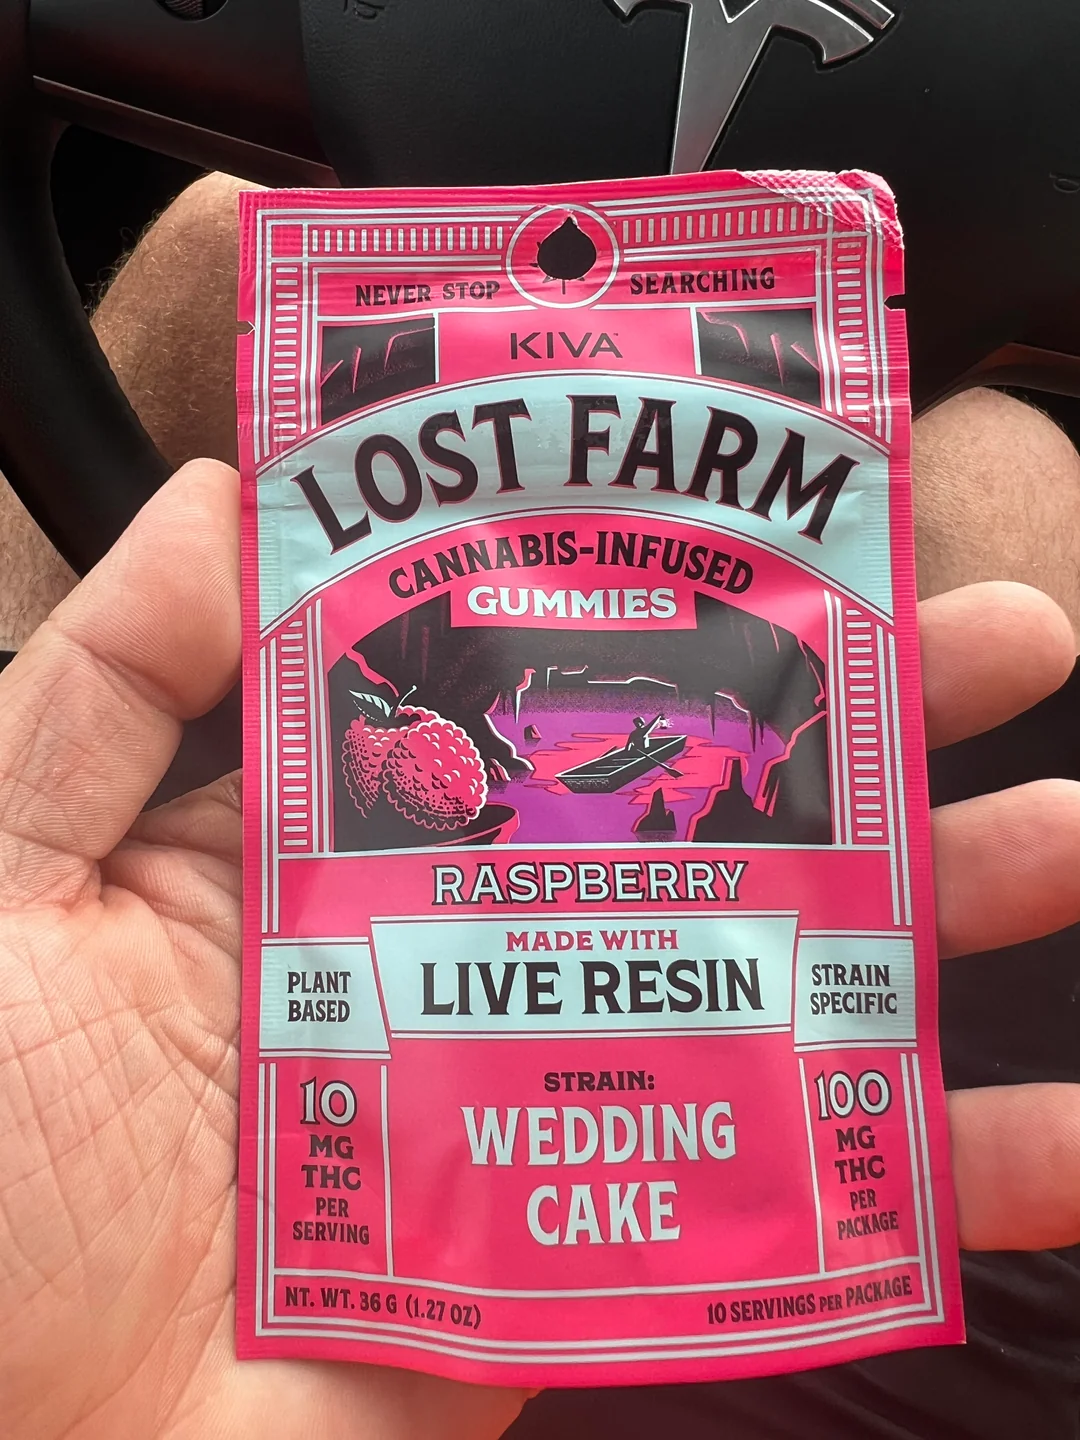 NEVER STOP SEARCHING
KIVA™
LOST FARM
CANNABIS-INFUSED
GUMMIES
RASPBERRY
MADE WITH
LIVE RESIN
PLANT
BASED
STRAIN
SPECIFIC
STRAIN:
WEDDING
CAKE
10
MG
THC
PER
SERVING
100
MG
THC
PER
PACKAGE
NT. WT. 36 G (1.27 OZ)
10 SERVINGS PER PACKAGE